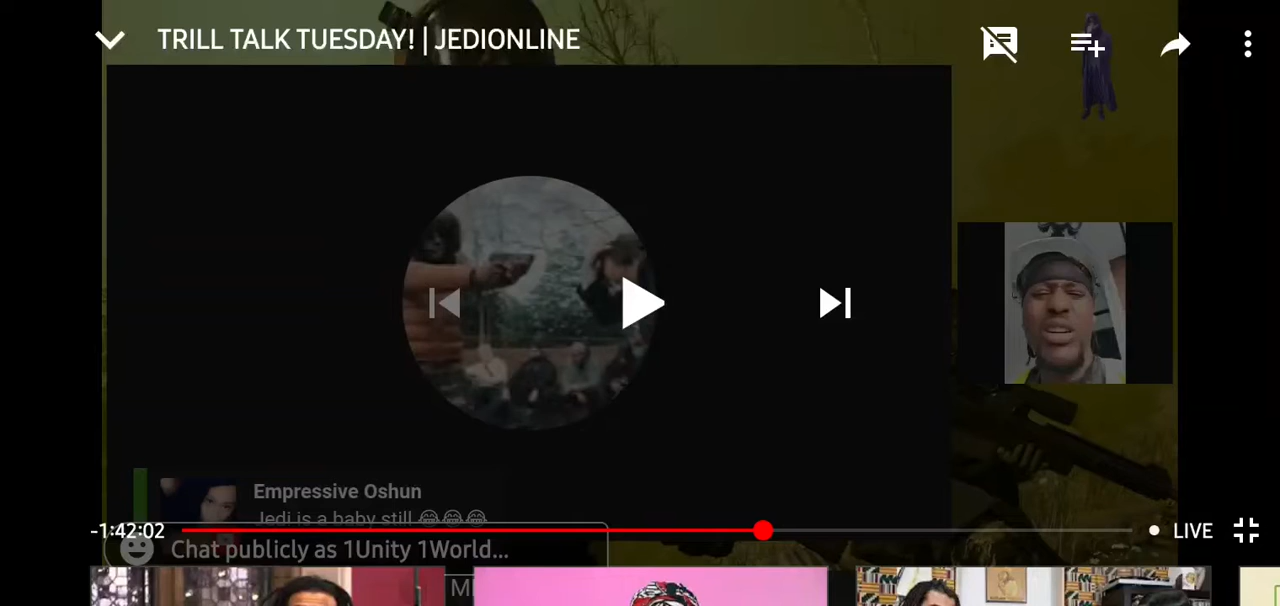 TRILL TALK TUESDAY! | JEDIONLINE
Empressive Oshun
Jedi is a baby still 😂😂😂
-1:42:02
LIVE
Chat publicly as 1Unity 1World...